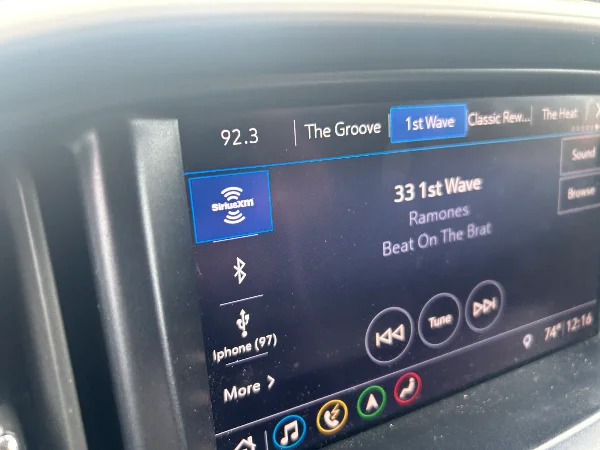 92.3 The Groove 1st Wave Classic Rew... The Heat
Sound
SiriusXM
33 1st Wave
Browse
Ramones
Beat On The Brat
Iphone (97)
Tune
More
74° 12:16